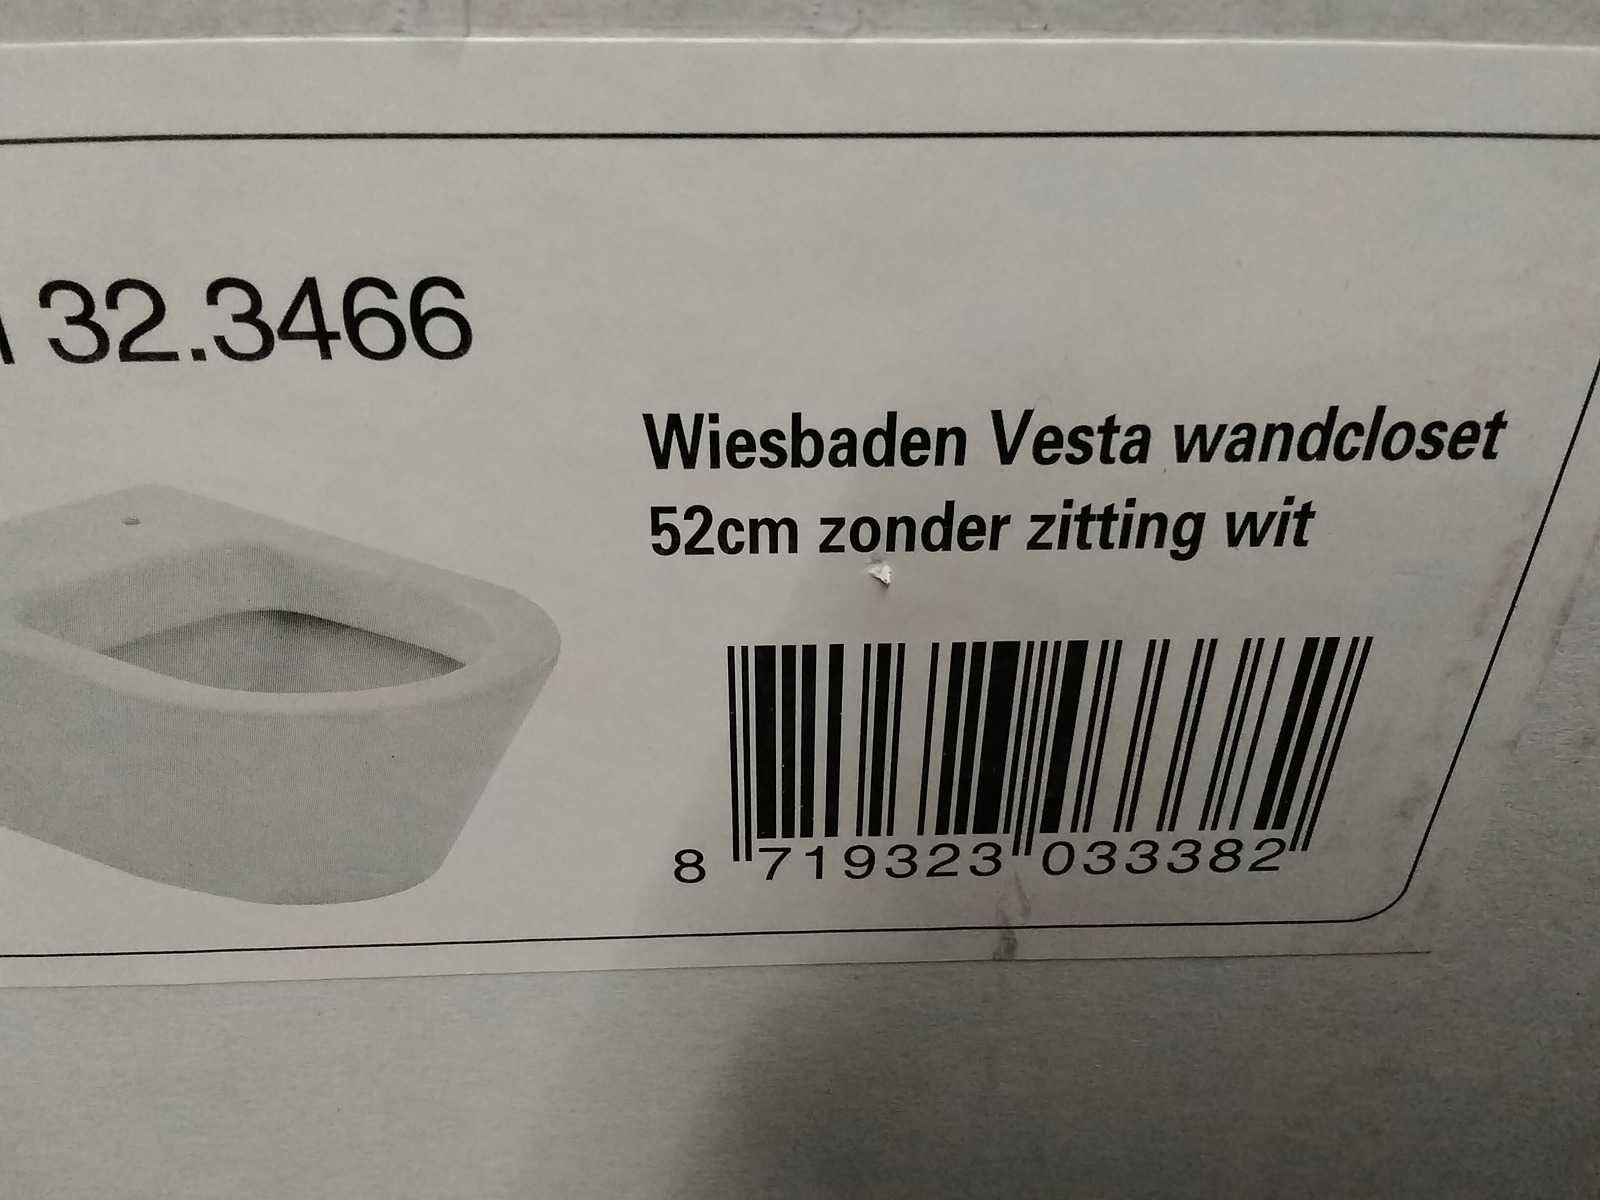 32.3466
Wiesbaden Vesta wandcloset
52cm zonder zitting wit
8 719323 033382